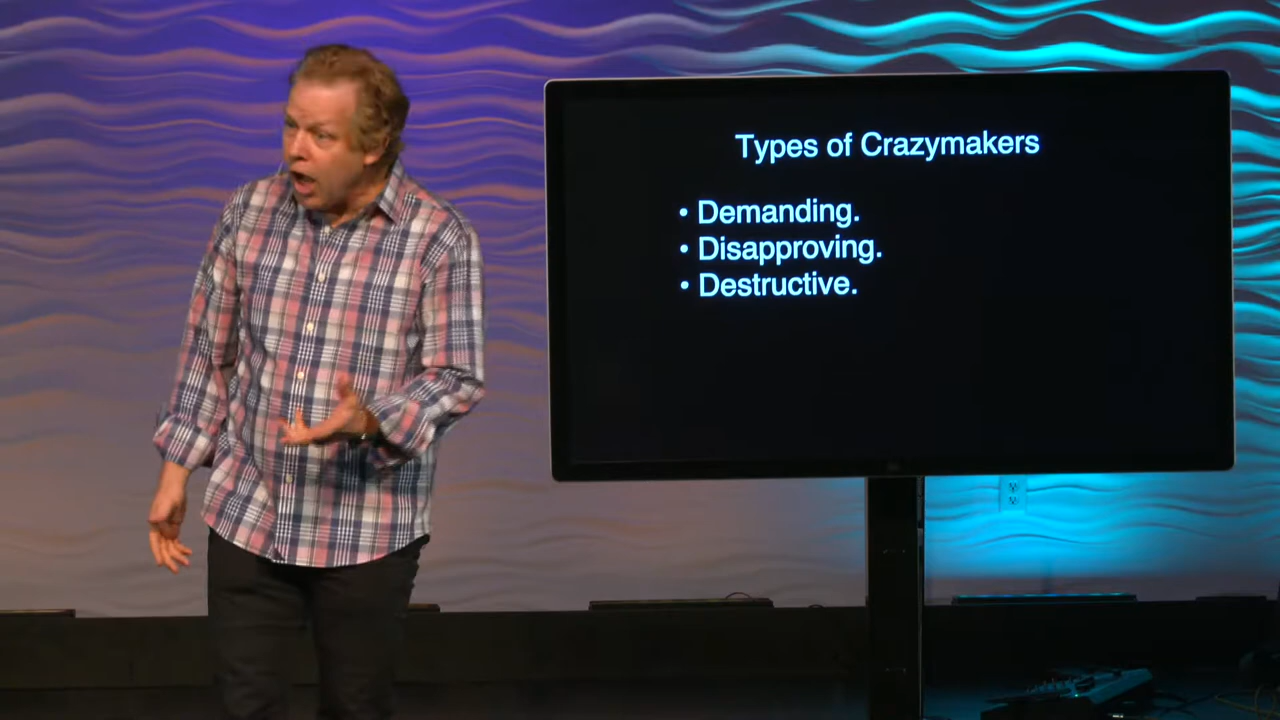 Types of Crazymakers
• Demanding.
• Disapproving.
• Destructive.